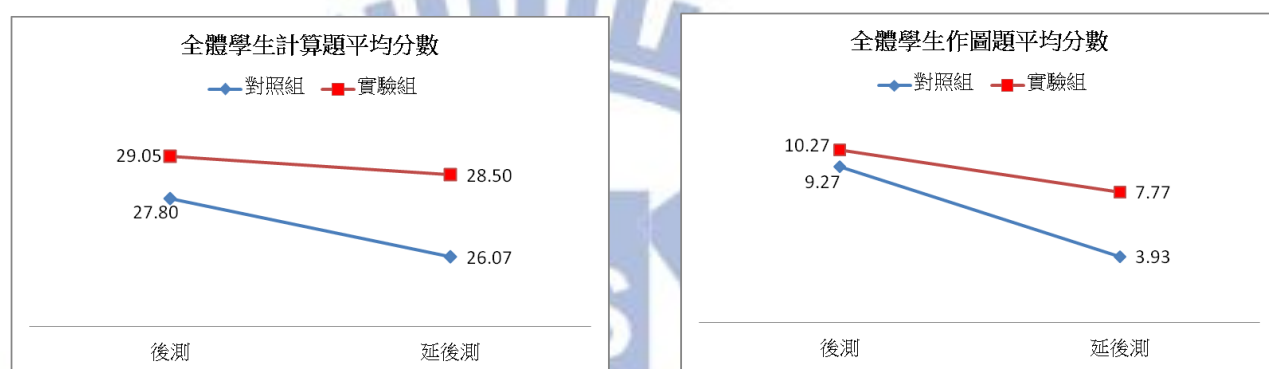 全體學生計算題平均分數
對照組 實驗組
29.05
28.50
27.80
26.07
後測 延後測
全體學生作圖題平均分數
對照組 實驗組
10.27
9.27
7.77
3.93
後測 延後測